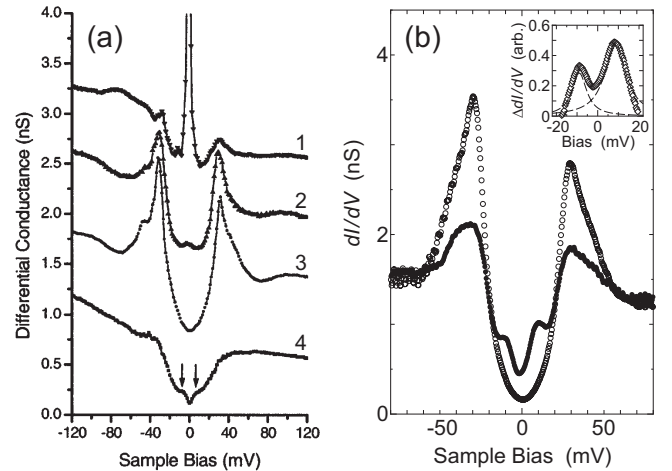 (a)
Differential Conductance (nS)
4.0
3.5
3.0
2.5
2.0
1.5
1.0
0.5
0.0
1
2
3
4
-120 -80 -40 0 40 80 120
Sample Bias (mV)
(b)
dI/dV (nS)
4
2
0
-50 0 50
Sample Bias (mV)
ΔdI/dV (arb.)
0.6
0.4
0.2
0
-20 0 20
Bias (mV)